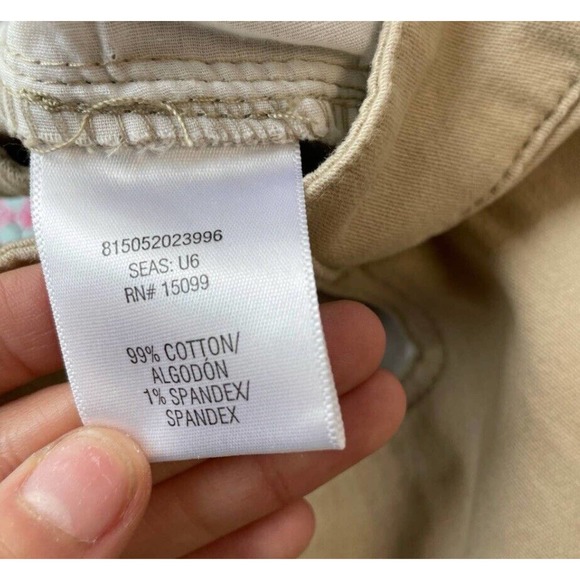 815052023996
SEAS: U6
RN# 15099
99% COTTON/
ALGODÓN
1% SPANDEX/
SPANDEX